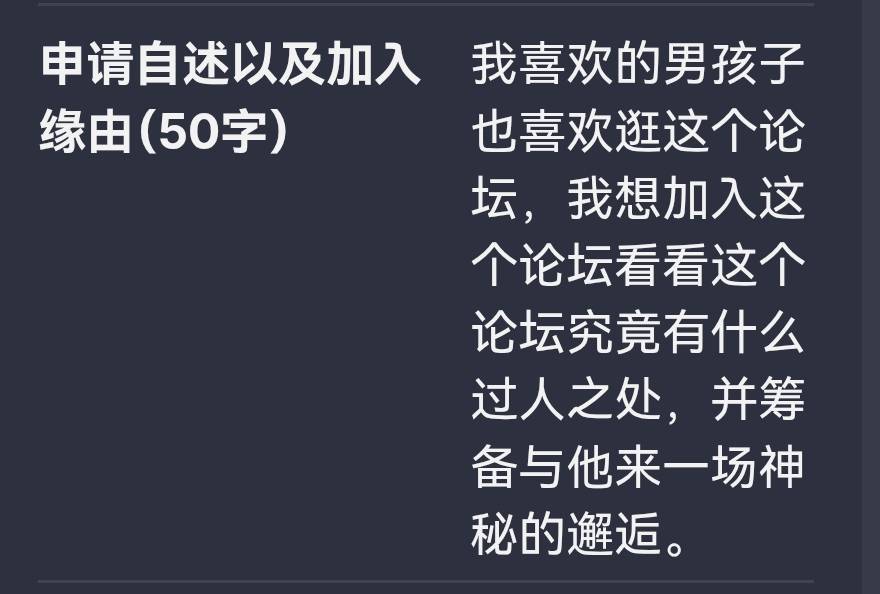 申请自述以及加入
缘由(50字)
我喜欢的男孩子
也喜欢逛这个论
坛，我想加入这
个论坛看看这个
论坛究竟有什么
过人之处，并筹
备与他来一场神
秘的邂逅。